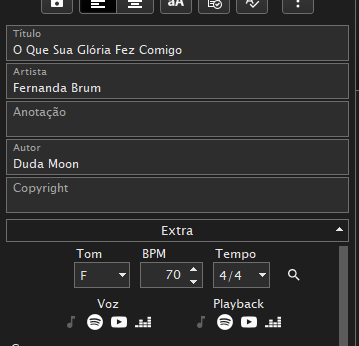 aA
Título
O Que Sua Glória Fez Comigo
Artista
Fernanda Brum
Anotação
Autor
Duda Moon
Copyright
Extra
Tom BPM Tempo
F 70 4/4
Voz Playback